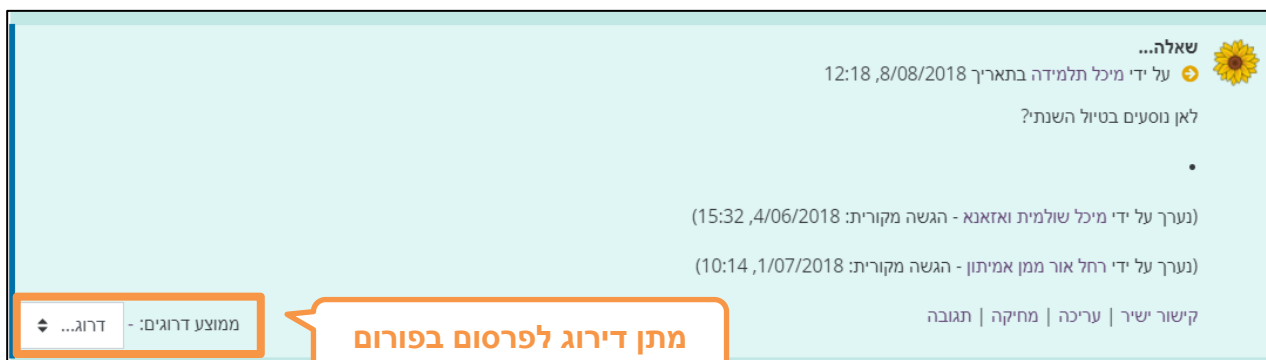 שאלה...
על ידי מיכל תלמידה בתאריך 8/08/2018, 12:18
לאן נוסעים בטיול השנתי?
(נערך על ידי מיכל שולמית ואזאנא - הגשה מקורית: 4/06/2018, 15:32)
(נערך על ידי רחל אור ממן אמיתון - הגשה מקורית: 1/07/2018, 10:14)
קישור ישיר | עריכה | מחיקה | תגובה
ממוצע דרוגים: - דרוג...
מתן דירוג לפרסום בפורום